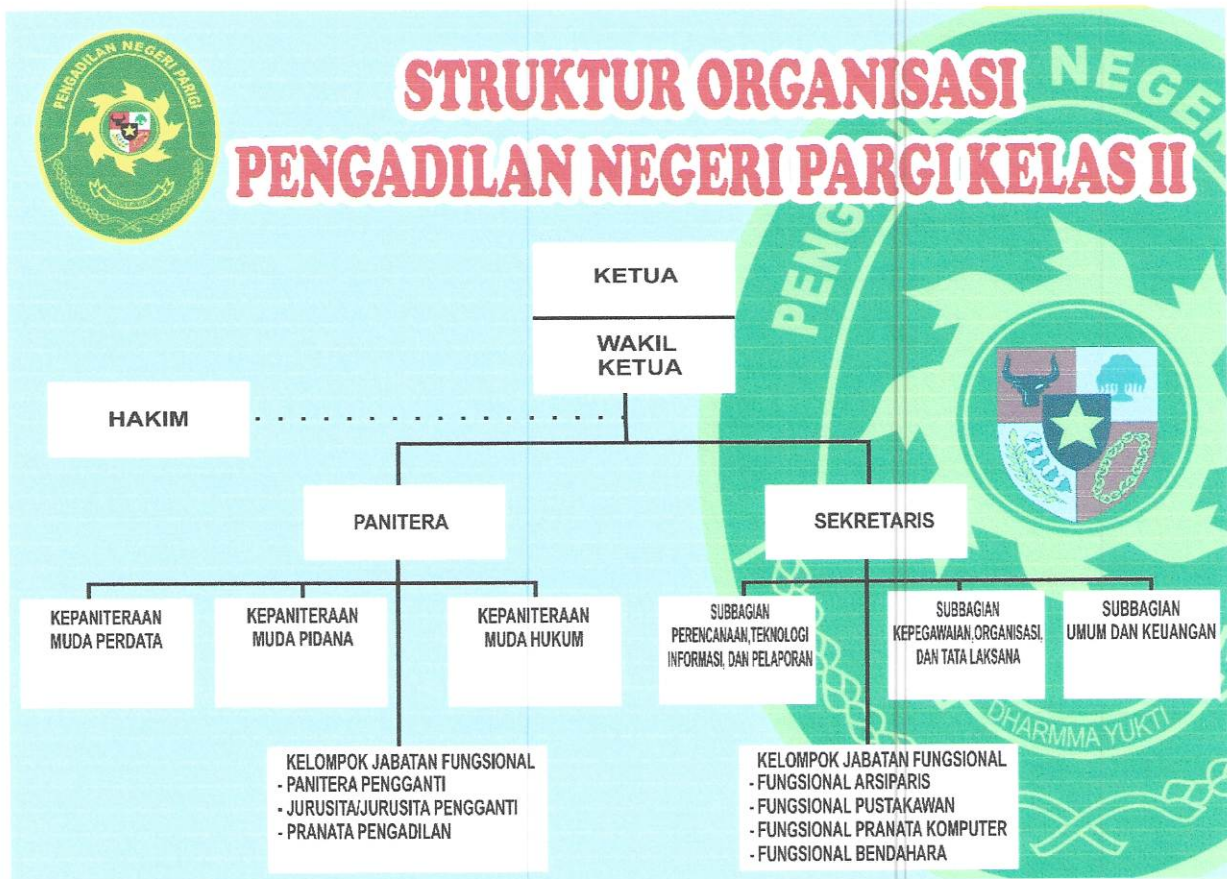 PENGADILAN NEGERI PARIGI
STRUKTUR ORGANISASI
PENGADILAN NEGERI PARGI KELAS II
KETUA
WAKIL
KETUA
HAKIM
PANITERA
SEKRETARIS
KEPANITERAAN
MUDA PERDATA
KEPANITERAAN
MUDA PIDANA
KEPANITERAAN
MUDA HUKUM
SUBBAGIAN
PERENCANAAN,TEKNOLOGI
INFORMASI, DAN PELAPORAN
SUBBAGIAN
KEPEGAWAIAN,ORGANISASI,
DAN TATA LAKSANA
SUBBAGIAN
UMUM DAN KEUANGAN
KELOMPOK JABATAN FUNGSIONAL
- PANITERA PENGGANTI
- JURUSITA/JURUSITA PENGGANTI
- PRANATA PENGADILAN
KELOMPOK JABATAN FUNGSIONAL
- FUNGSIONAL ARSIPARIS
- FUNGSIONAL PUSTAKAWAN
- FUNGSIONAL PRANATA KOMPUTER
- FUNGSIONAL BENDAHARA
DHARMMA YUKTI